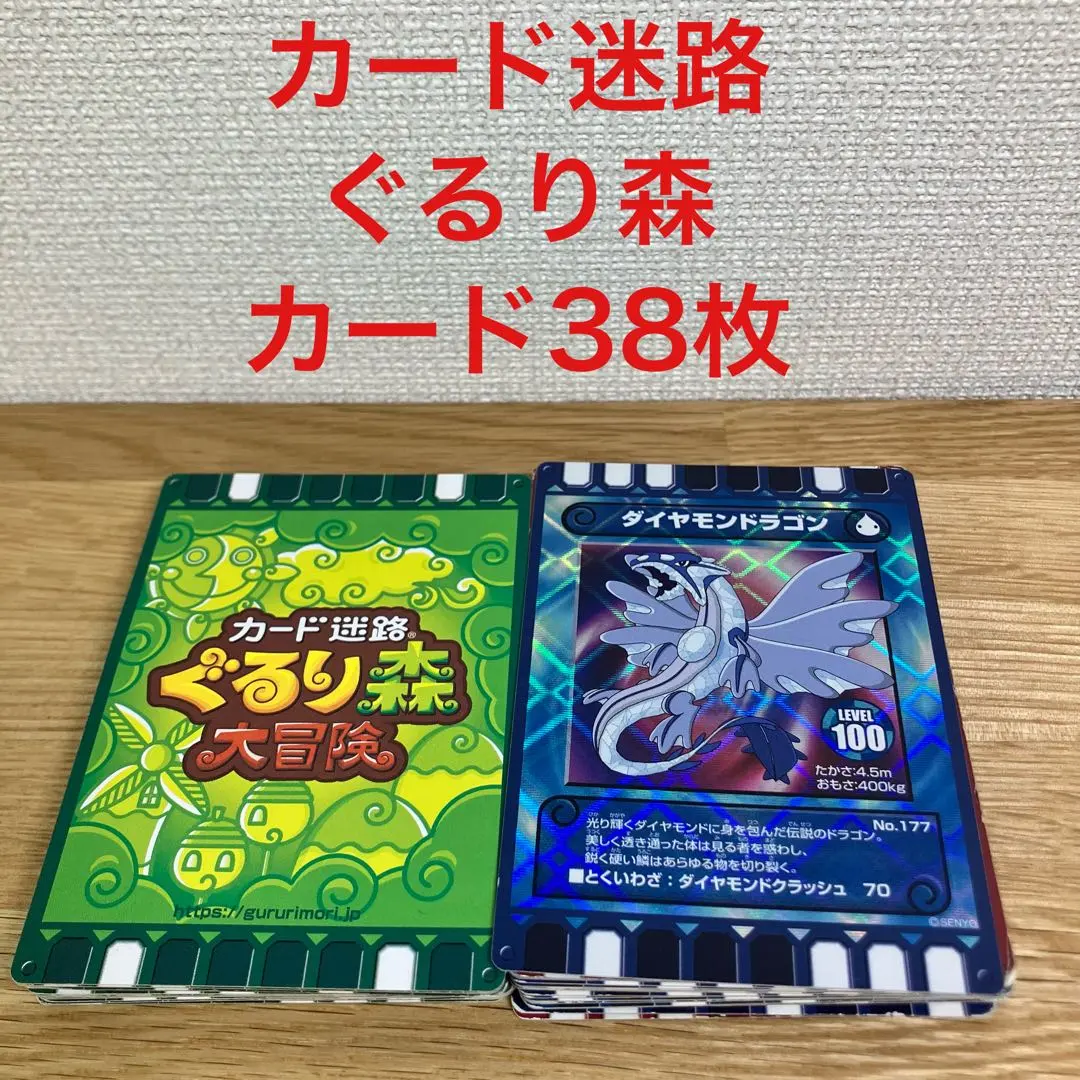 カード迷路
ぐるり森
カード38枚
カード迷路®
ぐるり森
大冒険
https://gururimori.jp
ダイヤモンドラゴン
LEVEL
100
たかさ:4.5m
おもさ:400kg
No.177
光り輝くダイヤモンドに身を包んだ伝説のドラゴン。
美しく透き通った体は見る者を惑わし、
鋭く硬い鱗はあらゆる物を切り裂く。
■とくいわざ：ダイヤモンドクラッシュ 70
©SENYO